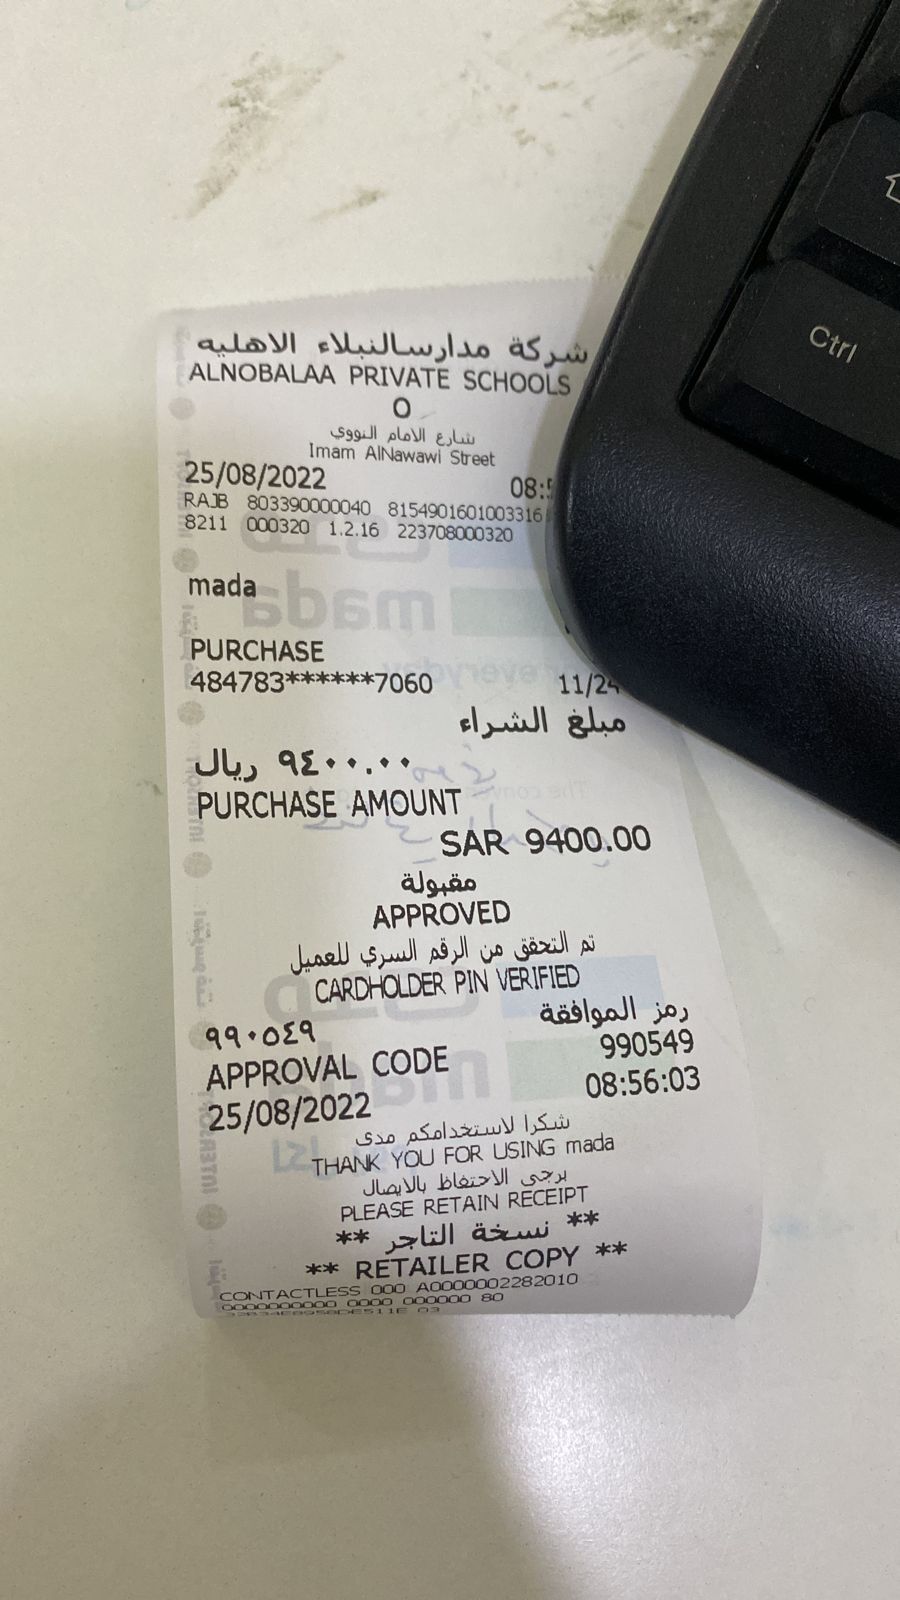 شركة مدارسالنبلاء الاهليه
ALNOBALAA PRIVATE SCHOOLS
O
شارع الامام النووي
Imam AlNawawi Street
25/08/2022 08:5
RAJB 803390000040 8154901601003316
8211 000320 1.2.16 223708000320
mada
PURCHASE
484783******7060 11/24
مبلغ الشراء
٩٤٠٠.٠٠ ريال
PURCHASE AMOUNT
SAR 9400.00
مقبولة
APPROVED
تم التحقق من الرقم السري للعميل
CARDHOLDER PIN VERIFIED
رمز الموافقة
٩٩٠٥٤٩
990549
APPROVAL CODE
08:56:03
25/08/2022
شكرا لاستخدامكم مدى
THANK YOU FOR USING mada
يرجى الاحتفاظ بالايصال
PLEASE RETAIN RECEIPT
** نسخة التاجر **
** RETAILER COPY **
CONTACTLESS 000 A0000002282010
0000000000 0000 000000 80
Ctrl